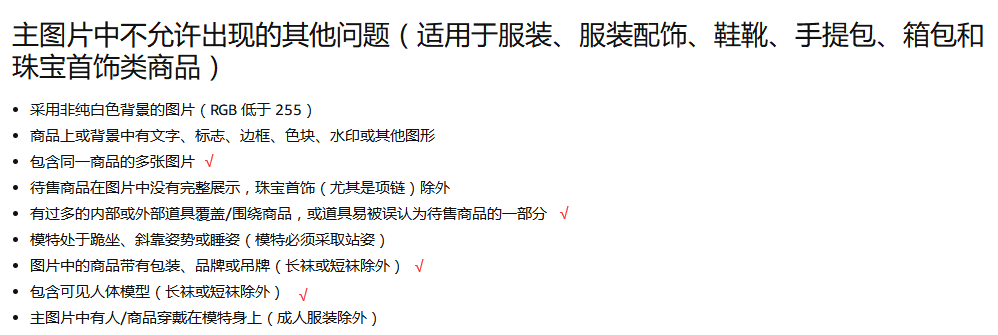 主图片中不允许出现的其他问题（适用于服装、服装配饰、鞋靴、手提包、箱包和
珠宝首饰类商品）
• 采用非纯白色背景的图片（RGB 低于 255）
• 商品上或背景中有文字、标志、边框、色块、水印或其他图形
• 包含同一商品的多张图片 √
• 待售商品在图片中没有完整展示，珠宝首饰（尤其是项链）除外
• 有过多的内部或外部道具覆盖/围绕商品，或道具易被误认为待售商品的一部分 √
• 模特处于跪坐、斜靠姿势或睡姿（模特必须采取站姿）
• 图片中的商品带有包装、品牌或吊牌（长袜或短袜除外） √
• 包含可见人体模型（长袜或短袜除外） √
• 主图片中有人/商品穿戴在模特身上（成人服装除外）